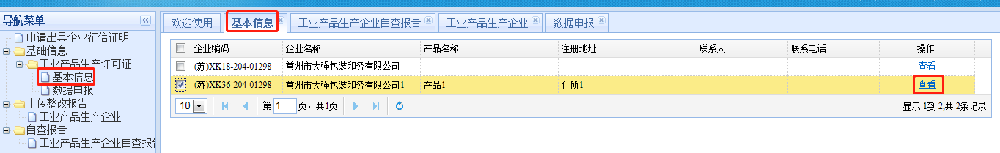 导航菜单
申请出具企业征信证明
基础信息
工业产品生产许可证
基本信息
数据申报
上传整改报告
工业产品生产企业
自查报告
工业产品生产企业自查报告
欢迎使用 基本信息 工业产品生产企业自查报告 工业产品生产企业 数据申报
企业编码 企业名称 产品名称 注册地址 联系人 联系电话 操作
(苏)XK18-204-01298 常州市大强包装印务有限公司 查看
(苏)XK36-204-01298 常州市大强包装印务有限公司1 产品1 住所1 查看
10 第 1 页，共1页 显示 1到 2,共 2条记录